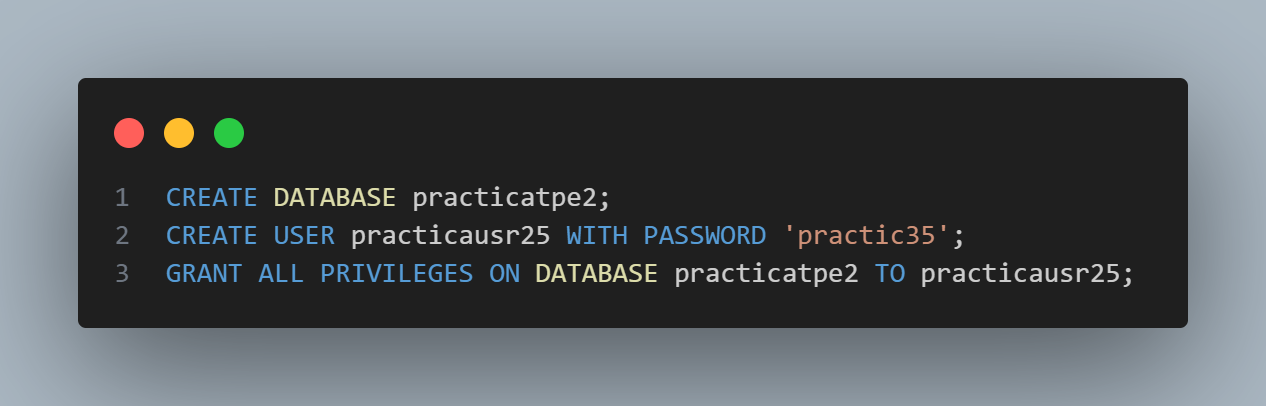 1 CREATE DATABASE practicatpe2;
2 CREATE USER practicausr25 WITH PASSWORD 'practic35';
3 GRANT ALL PRIVILEGES ON DATABASE practicatpe2 TO practicausr25;